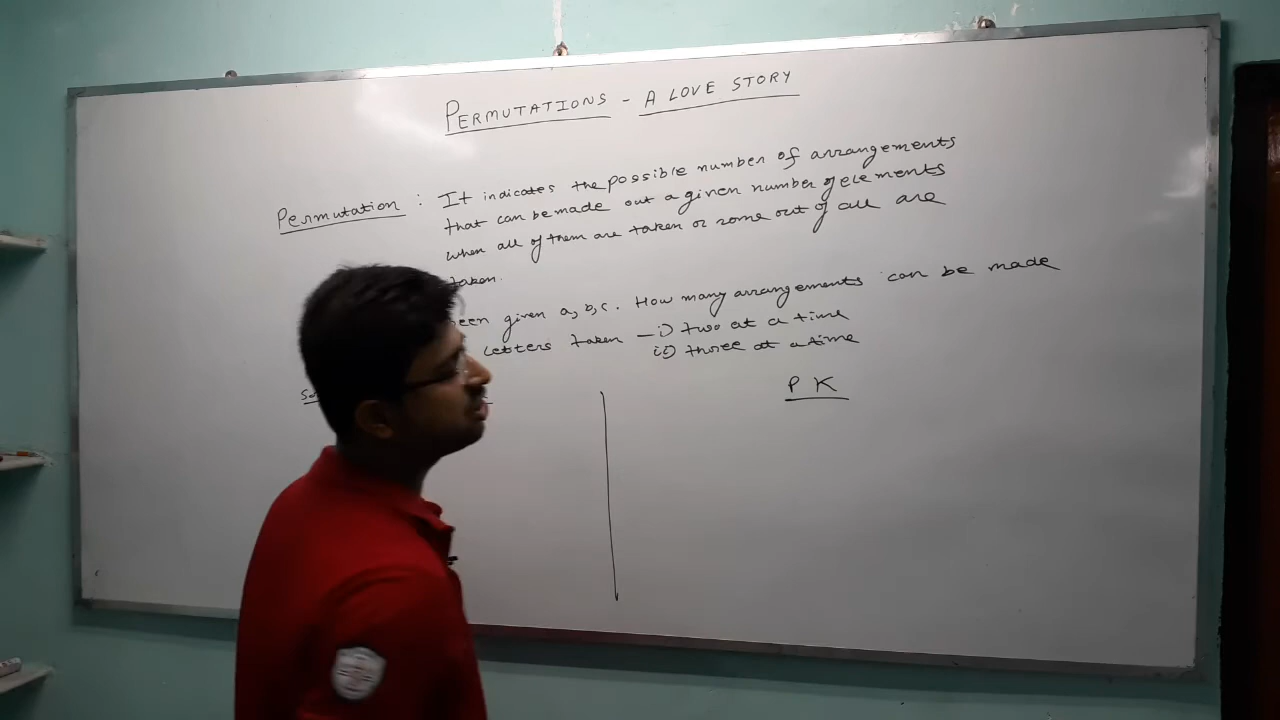 PERMUTATIONS - A LOVE STORY
Permutation : It indicates the possible number of arrangements
that can be made out a given number of elements
when all of them are taken or some out of all are
taken.
been given a, b, c. How many arrangements can be made
letters taken - i) two at a time
ii) three at a time
P K